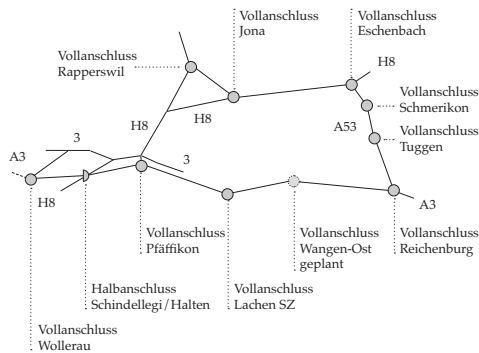 Vollanschluss
Jona
Vollanschluss
Eschenbach
Vollanschluss
Rapperswil
H8
Vollanschluss
Schmerikon
H8
H8
A53
Vollanschluss
Tuggen
3
A3
3
H8
A3
Vollanschluss
Pfäffikon
Vollanschluss
Wangen-Ost
geplant
Vollanschluss
Reichenburg
Halbanschluss
Schindellegi/Halten
Vollanschluss
Lachen SZ
Vollanschluss
Wollerau